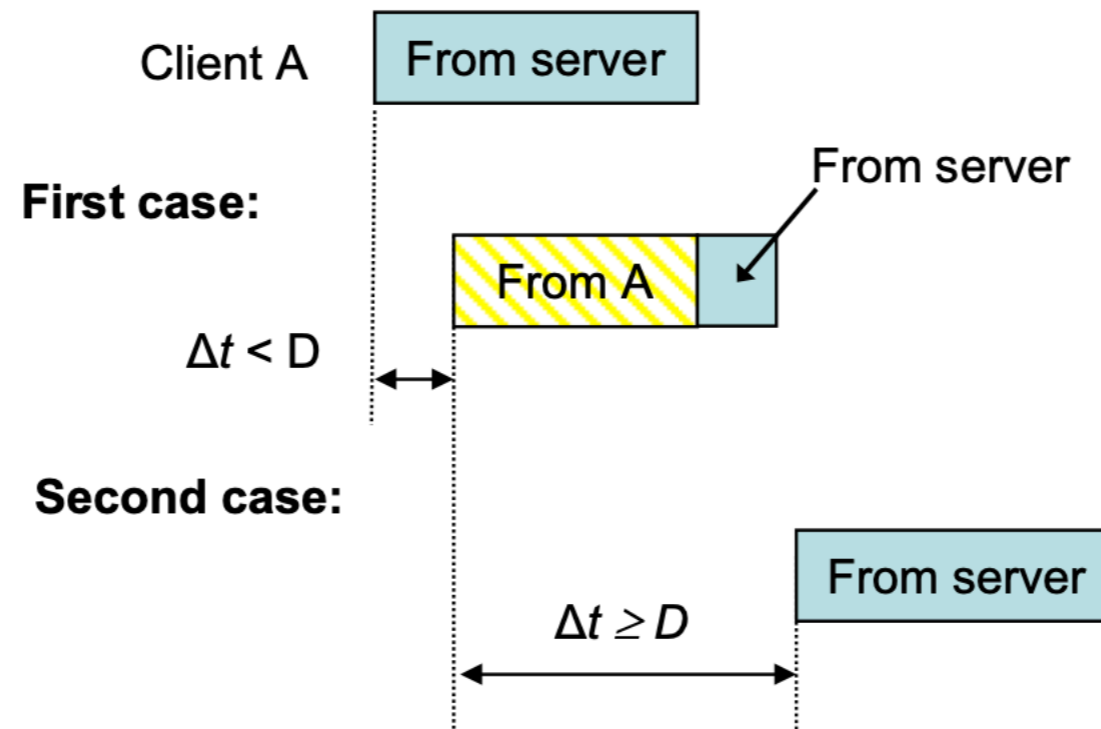 Client A
From server
From server
First case:
From A
Δt < D
Second case:
From server
Δt ≥ D